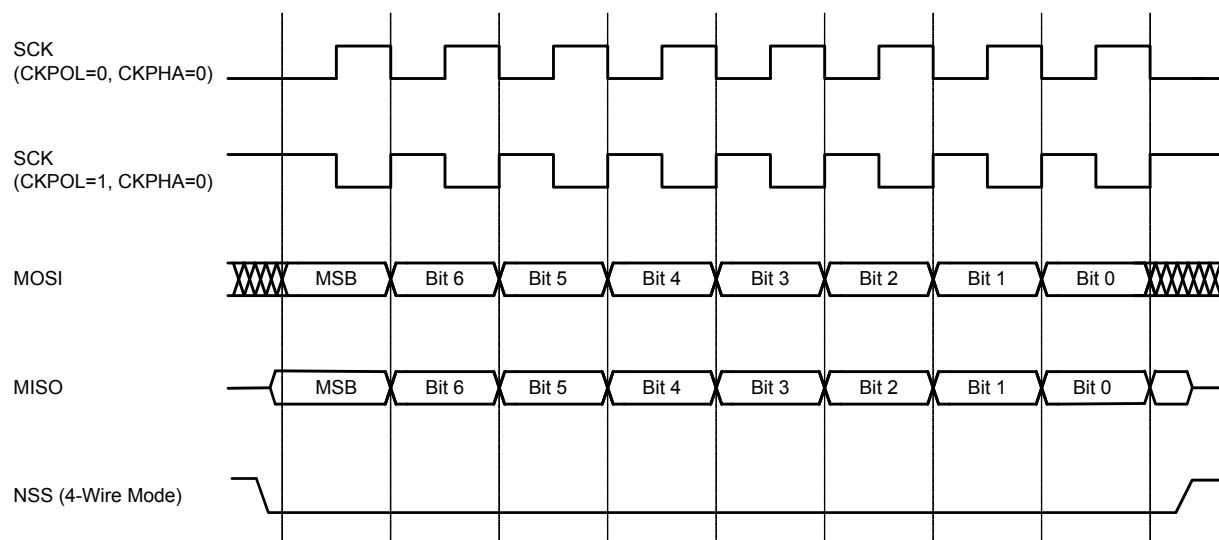 SCK
(CKPOL=0, CKPHA=0)
SCK
(CKPOL=1, CKPHA=0)
MOSI
MSB Bit 6 Bit 5 Bit 4 Bit 3 Bit 2 Bit 1 Bit 0
MISO
MSB Bit 6 Bit 5 Bit 4 Bit 3 Bit 2 Bit 1 Bit 0
NSS (4-Wire Mode)